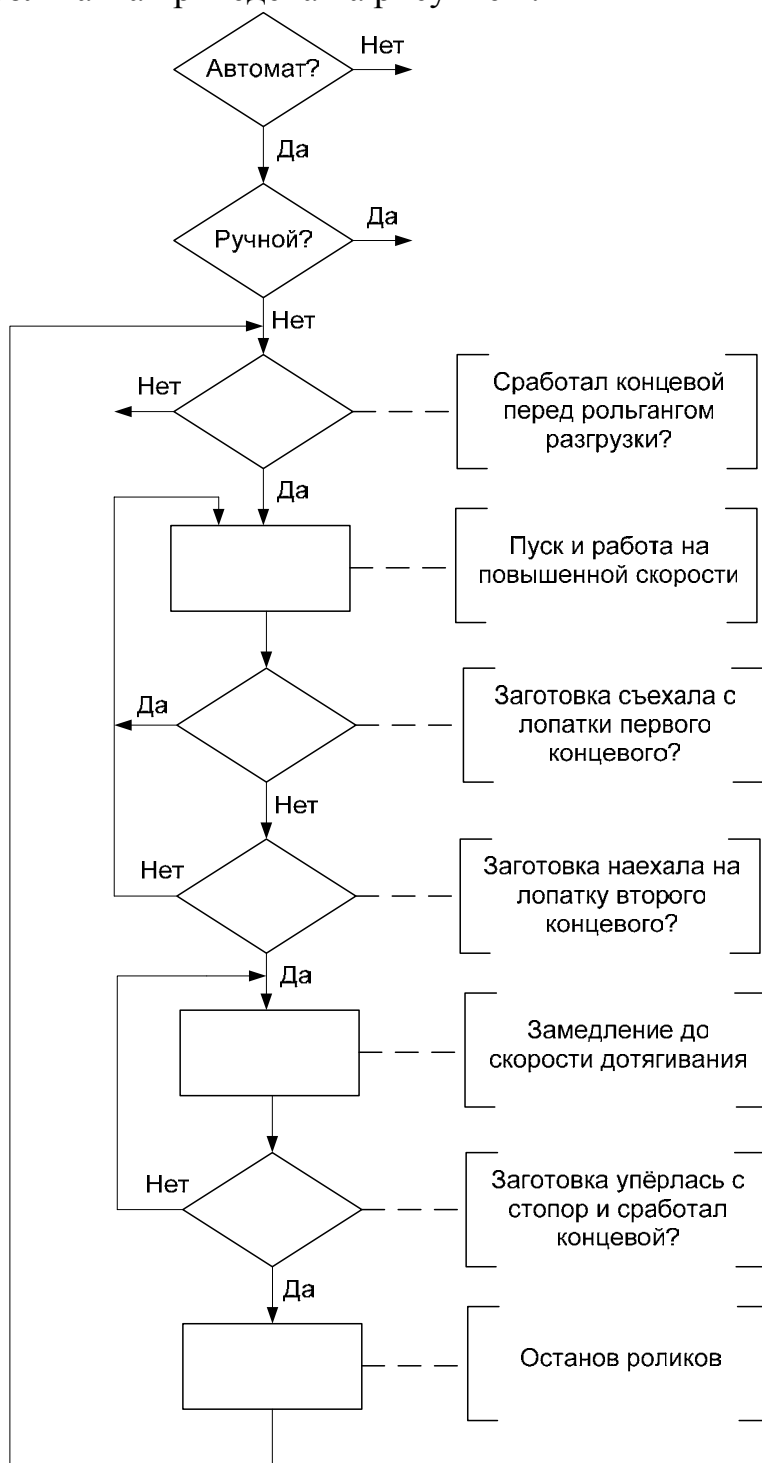 Автомат?
Нет
Да
Ручной?
Да
Нет
Нет
Сработал концевой
перед рольгангом
разгрузки?
Да
Пуск и работа на
повышенной скорости
Да
Заготовка съехала с
лопатки первого
концевого?
Нет
Нет
Заготовка наехала на
лопатку второго
концевого?
Да
Замедление до
скорости дотягивания
Нет
Заготовка упёрлась с
стопор и сработал
концевой?
Да
Останов роликов